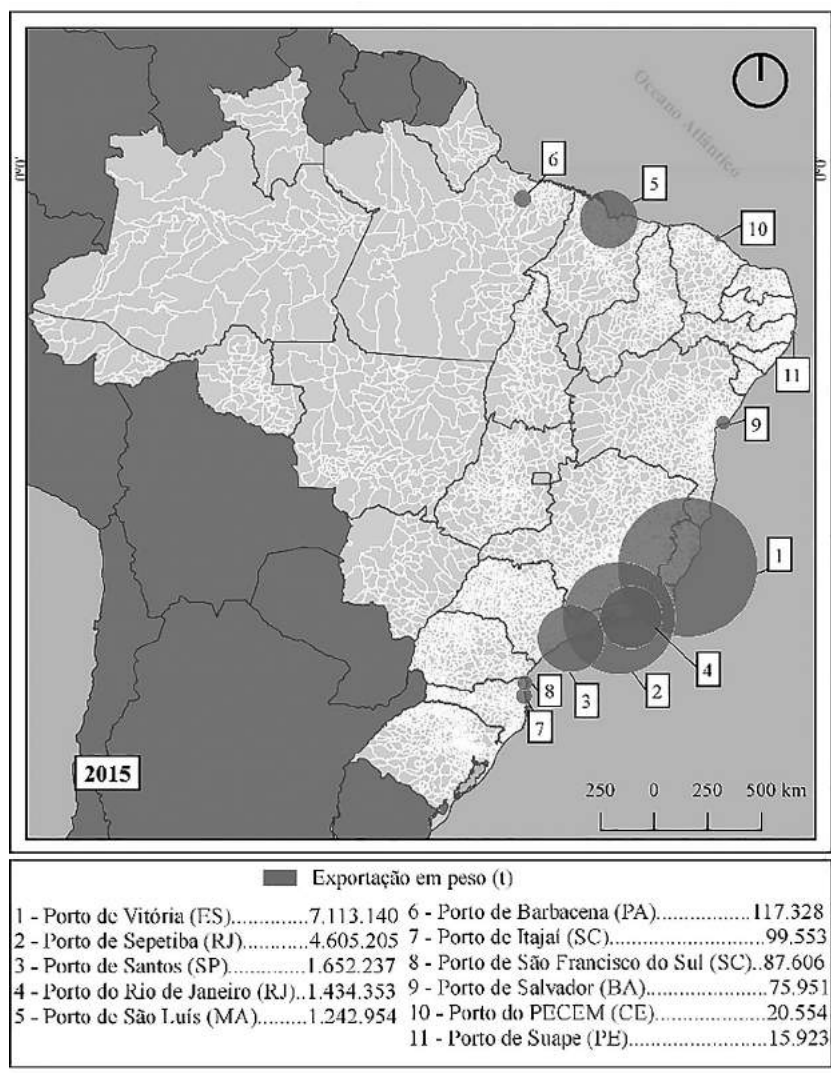 Oceano Atlântico
0°0'
0°0'
6
5
10
11
9
1
4
2
3
8
7
2015
250 0 250 500 km
Exportação em peso (t)
1 - Porto de Vitória (ES).............7.113.140
2 - Porto de Sepetiba (RJ)............4.605.205
3 - Porto de Santos (SP)..............1.652.237
4 - Porto do Rio de Janeiro (RJ)..1.434.353
5 - Porto de São Luís (MA).........1.242.954
6 - Porto de Barbacena (PA)...................117.328
7 - Porto de Itajaí (SC)............................99.553
8 - Porto de São Francisco do Sul (SC)..87.606
9 - Porto de Salvador (BA)......................75.951
10 - Porto do PECEM (CE)....................20.554
11 - Porto de Suape (PE)........................15.923